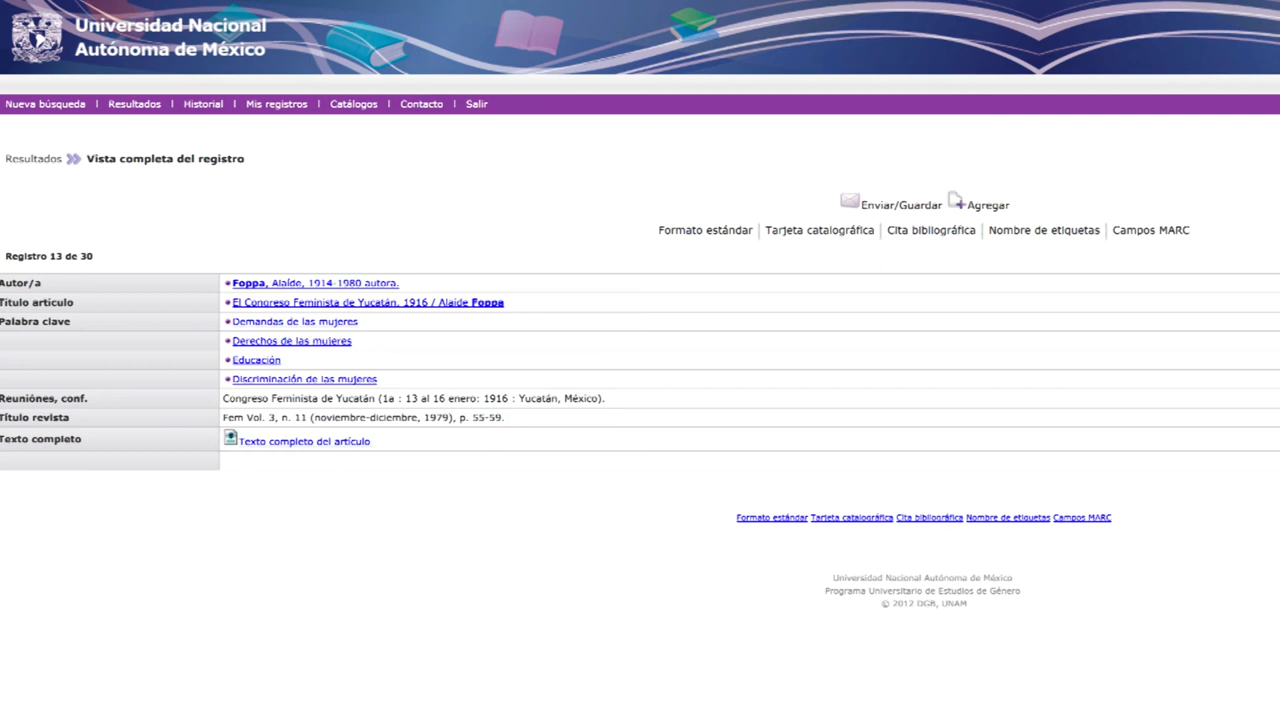 Universidad Nacional
Autónoma de México
Nueva búsqueda | Resultados | Historial | Mis registros | Catálogos | Contacto | Salir
Resultados Vista completa del registro
Enviar/Guardar Agregar
Formato estándar | Tarjeta catalográfica | Cita bibliográfica | Nombre de etiquetas | Campos MARC
Registro 13 de 30
Autor/a Foppa, Alaíde, 1914-1980 autora.
Título artículo El Congreso Feminista de Yucatán, 1916 / Alaide Foppa
Palabra clave Demandas de las mujeres
Derechos de las mujeres
Educación
Discriminación de las mujeres
Reuniónes, conf. Congreso Feminista de Yucatán (1a : 13 al 16 enero: 1916 : Yucatán, México).
Título revista Fem Vol. 3, n. 11 (noviembre-diciembre, 1979), p. 55-59.
Texto completo Texto completo del artículo
Formato estándar Tarjeta catalográfica Cita bibliográfica Nombre de etiquetas Campos MARC
Universidad Nacional Autónoma de México
Programa Universitario de Estudios de Género
© 2012 DGB, UNAM